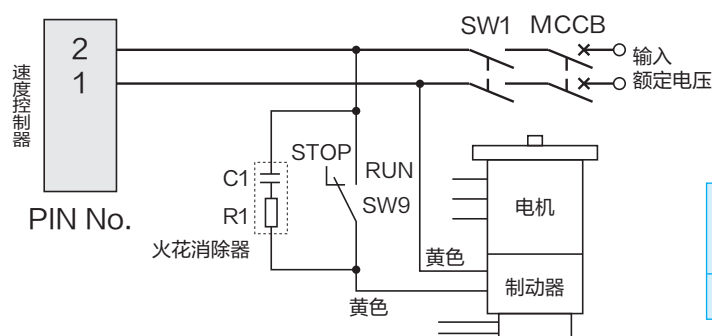 SW1 MCCB
2
1
输入
额定电压
速度控制器
PIN No.
STOP
RUN
SW9
C1
R1
火花消除器
电机
制动器
黄色
黄色